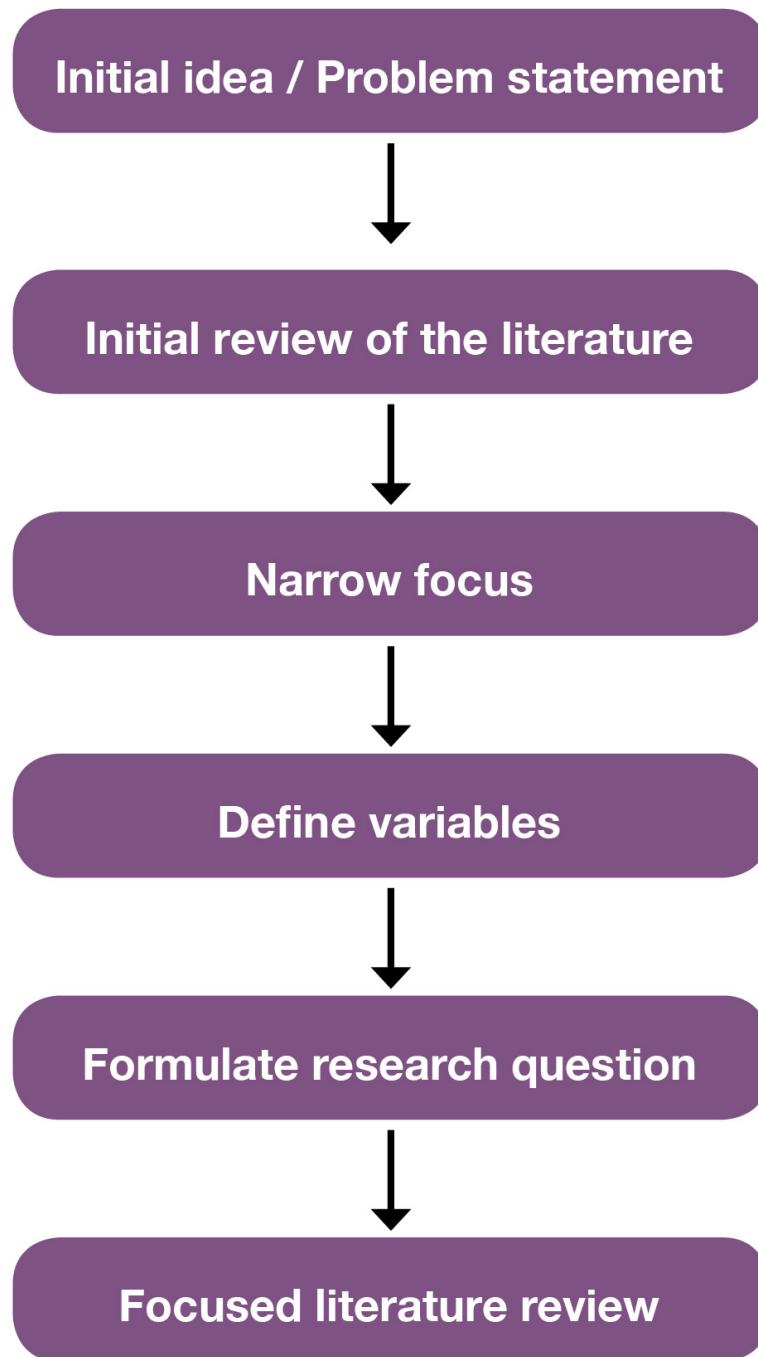 Initial idea / Problem statement
Initial review of the literature
Narrow focus
Define variables
Formulate research question
Focused literature review